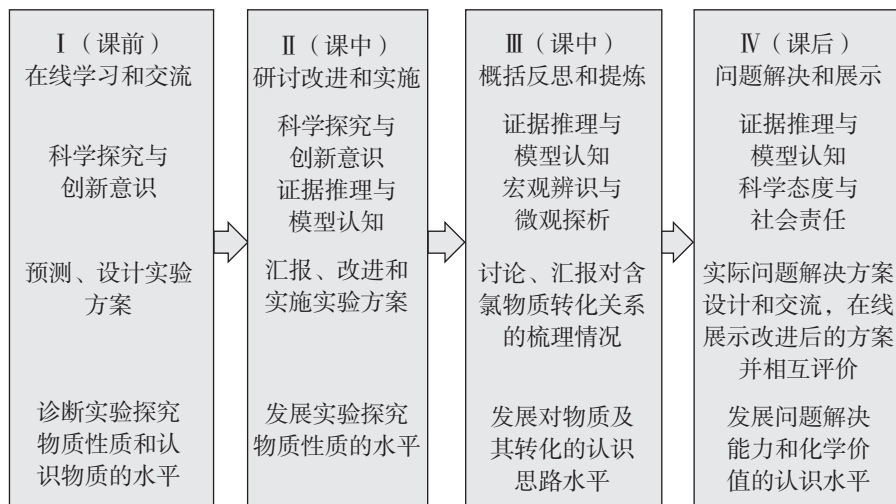 Ⅰ（课前）
在线学习和交流
科学探究与
创新意识
预测、设计实验
方案
诊断实验探究
物质性质和认
识物质的水平
Ⅱ（课中）
研讨改进和实施
科学探究与
创新意识
证据推理与
模型认知
汇报、改进和
实施实验方案
发展实验探究
物质性质的水平
Ⅲ（课中）
概括反思和提炼
证据推理与
模型认知
宏观辨识与
微观探析
讨论、汇报对含
氯物质转化关系
的梳理情况
发展对物质及
其转化的认识
思路水平
Ⅳ（课后）
问题解决和展示
证据推理与
模型认知
科学态度与
社会责任
实际问题解决方案
设计和交流，在线
展示改进后的方案
并相互评价
发展问题解决
能力和化学价
值的认识水平